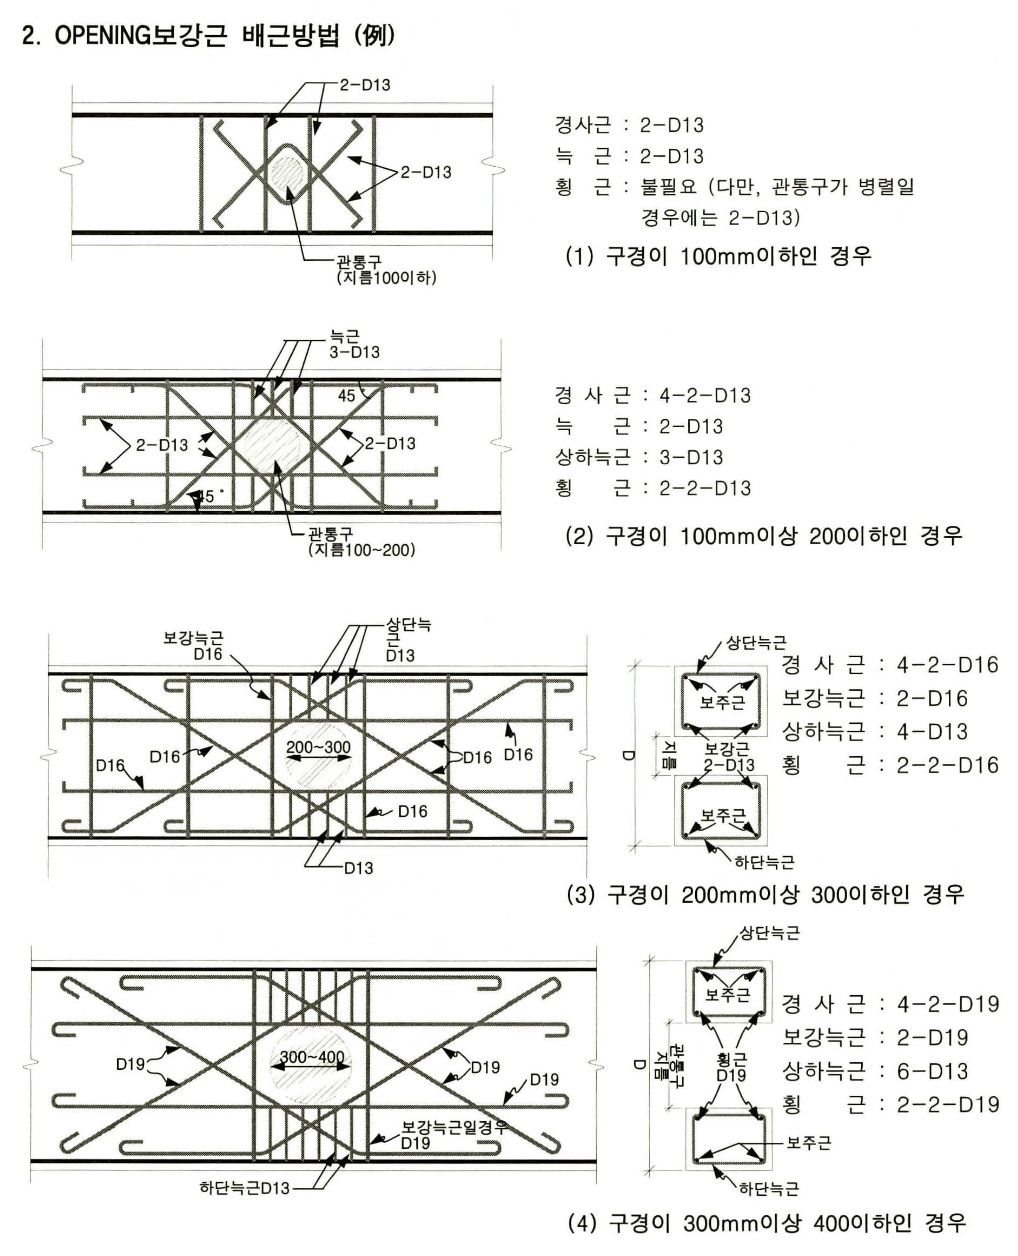 2. OPENING보강근 배근방법 (例)
2-D13
2-D13
관통구
(지름100이하)
경사근 : 2-D13
늑 근 : 2-D13
횡 근 : 불필요 (다만, 관통구가 병렬일
경우에는 2-D13)
(1) 구경이 100mm이하인 경우
늑근
3-D13
45°
2-D13
2-D13
45°
관통구
(지름100~200)
경 사 근 : 4-2-D13
늑 근 : 2-D13
상하늑근 : 3-D13
횡 근 : 2-2-D13
(2) 구경이 100mm이상 200이하인 경우
보강늑근
D16
상단늑
근
D13
D16
D16
200~300
D16
D16
D16
D13
상단늑근
보주근
D
지름
보강근
2-D13
보주근
하단늑근
경 사 근 : 4-2-D16
보강늑근 : 2-D16
상하늑근 : 4-D13
횡 근 : 2-2-D16
(3) 구경이 200mm이상 300이하인 경우
D19
300~400
D19
D19
보강늑근일경우
D19
하단늑근D13
상단늑근
보주근
D
관통구
지름
횡근
D19
보주근
하단늑근
경 사 근 : 4-2-D19
보강늑근 : 2-D19
상하늑근 : 6-D13
횡 근 : 2-2-D19
(4) 구경이 300mm이상 400이하인 경우